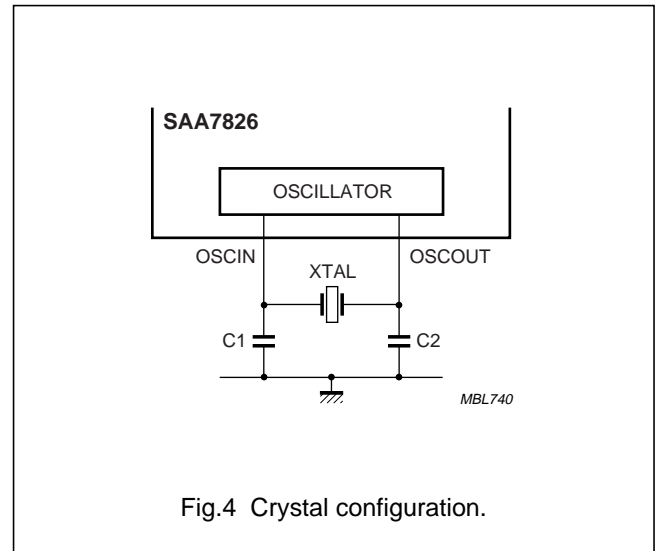 SAA7826
OSCILLATOR
OSCIN
OSCOUT
XTAL
C1
C2
MBL740
Fig.4  Crystal configuration.